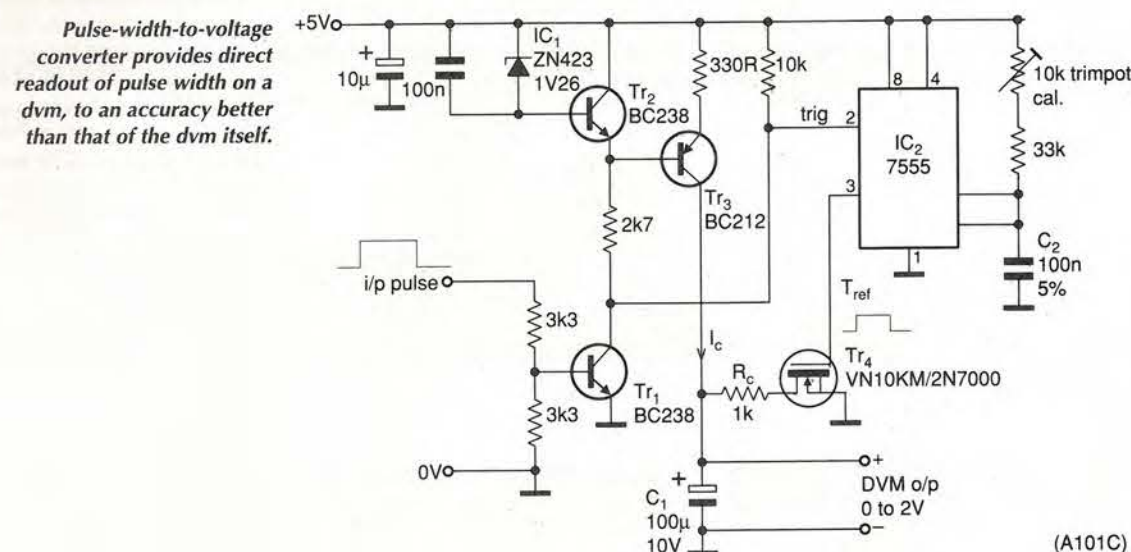 Pulse-width-to-voltage
converter provides direct
readout of pulse width on a
dvm, to an accuracy better
than that of the dvm itself.
+5V
+
10μ
100n
IC1
ZN423
1V26
Tr2
BC238
330R
10k
trig
2
3
8
4
IC2
7555
1
10k trimpot
cal.
33k
C2
100n
5%
Tr3
BC212
2k7
i/p pulse
3k3
3k3
0V
Tr1
BC238
Ic
Rc
1k
Tref
Tr4
VN10KM/2N7000
+
C1
100μ
10V
+
DVM o/p
0 to 2V
−
(A101C)